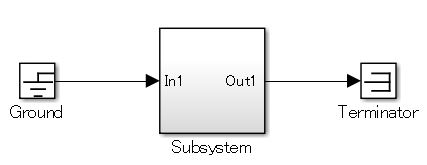 In1
Out1
Ground
Terminator
Subsystem